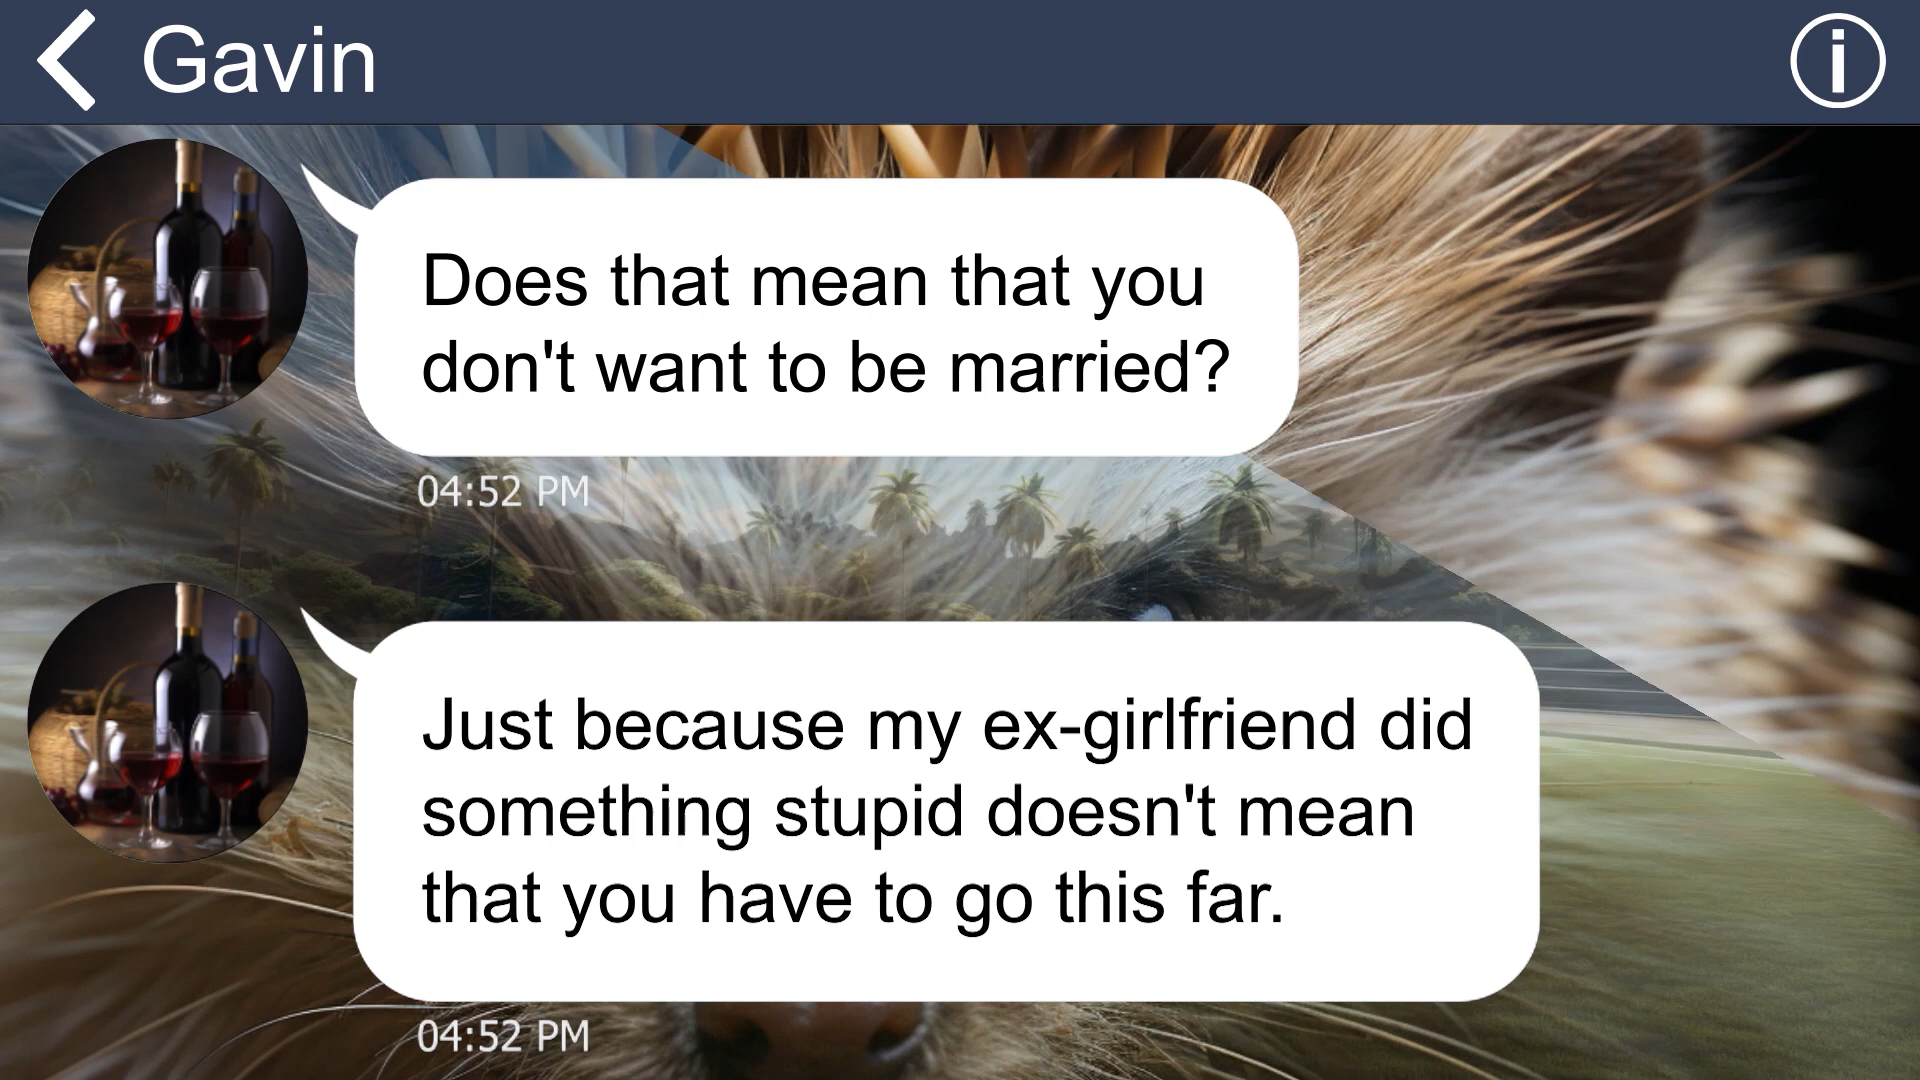 Gavin
Does that mean that you
don't want to be married?
04:52 PM
Just because my ex-girlfriend did
something stupid doesn't mean
that you have to go this far.
04:52 PM